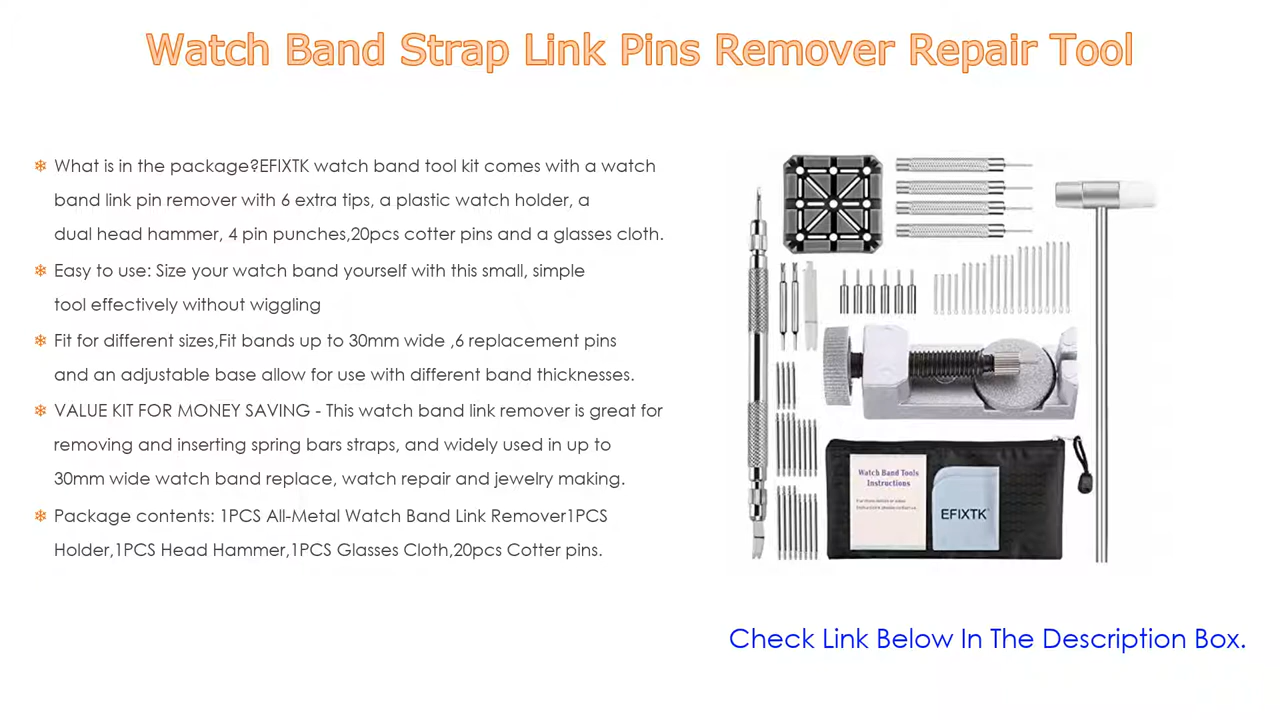 Watch Band Strap Link Pins Remover Repair Tool
What is in the package?EFIXTK watch band tool kit comes with a watch
band link pin remover with 6 extra tips, a plastic watch holder, a
dual head hammer, 4 pin punches,20pcs cotter pins and a glasses cloth.
Easy to use: Size your watch band yourself with this small, simple
tool effectively without wiggling
Fit for different sizes,Fit bands up to 30mm wide ,6 replacement pins
and an adjustable base allow for use with different band thicknesses.
VALUE KIT FOR MONEY SAVING - This watch band link remover is great for
removing and inserting spring bars straps, and widely used in up to
30mm wide watch band replace, watch repair and jewelry making.
Package contents: 1PCS All-Metal Watch Band Link Remover1PCS
Holder,1PCS Head Hammer,1PCS Glasses Cloth,20pcs Cotter pins.
Watch Band Tools
Instructions
EFIXTK
Check Link Below In The Description Box.